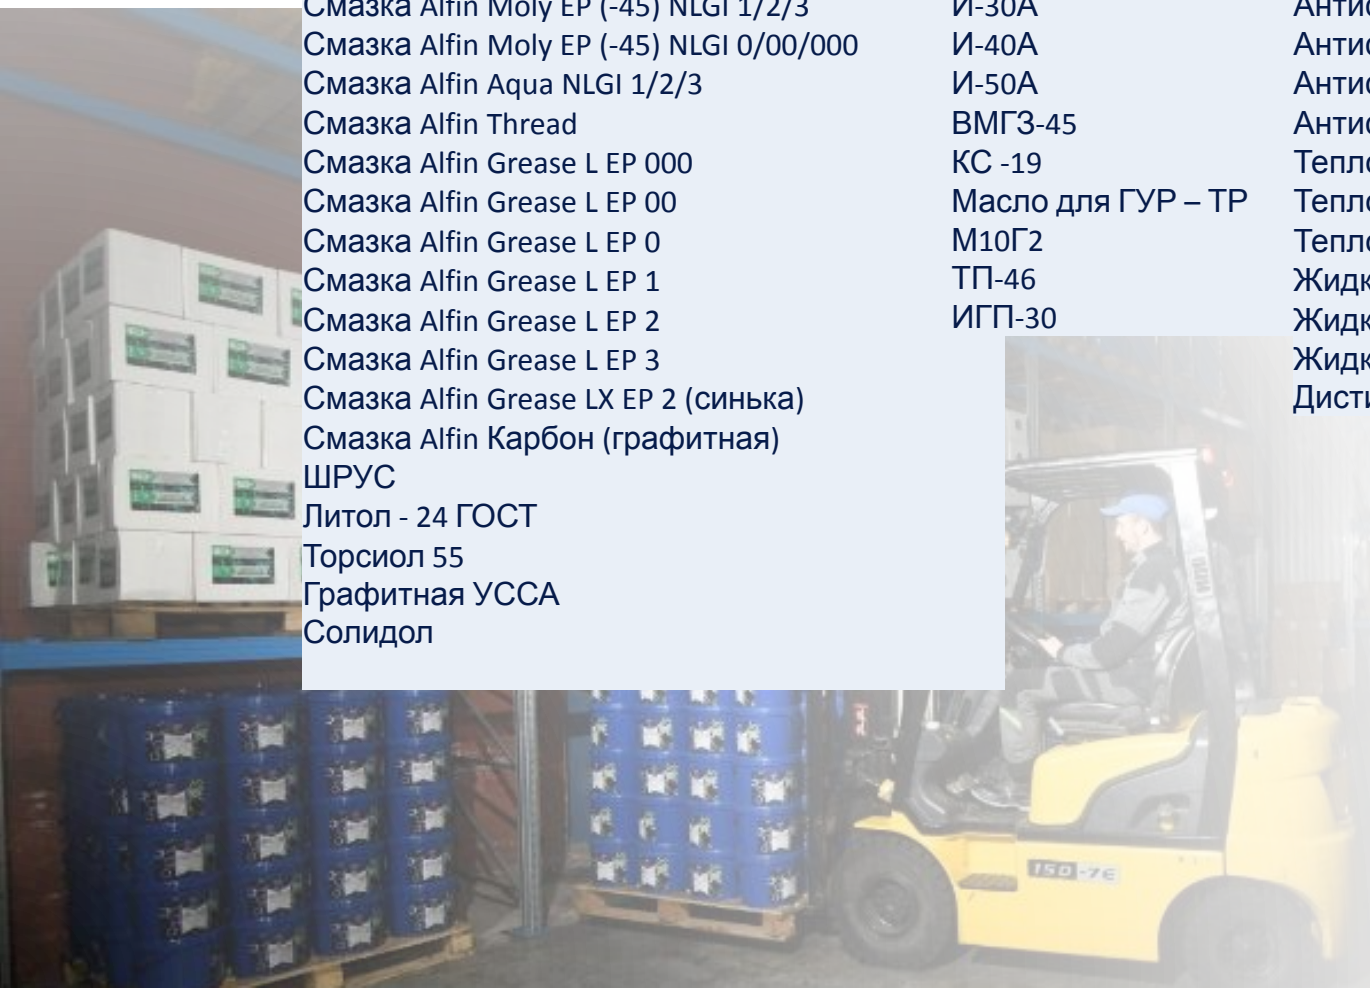 Смазка Alfin Moly EP (-45) NLGI 1/2/3
Смазка Alfin Moly EP (-45) NLGI 0/00/000
Смазка Alfin Aqua NLGI 1/2/3
Смазка Alfin Thread
Смазка Alfin Grease L EP 000
Смазка Alfin Grease L EP 00
Смазка Alfin Grease L EP 0
Смазка Alfin Grease L EP 1
Смазка Alfin Grease L EP 2
Смазка Alfin Grease L EP 3
Смазка Alfin Grease LX EP 2 (синька)
Смазка Alfin Карбон (графитная)
ШРУС
Литол - 24 ГОСТ
Торсиол 55
Графитная УССА
Солидол
И-30А
И-40А
И-50А
ВМГЗ-45
КС -19
Масло для ГУР – ТР
М10Г2
ТП-46
ИГП-30
15D-7E